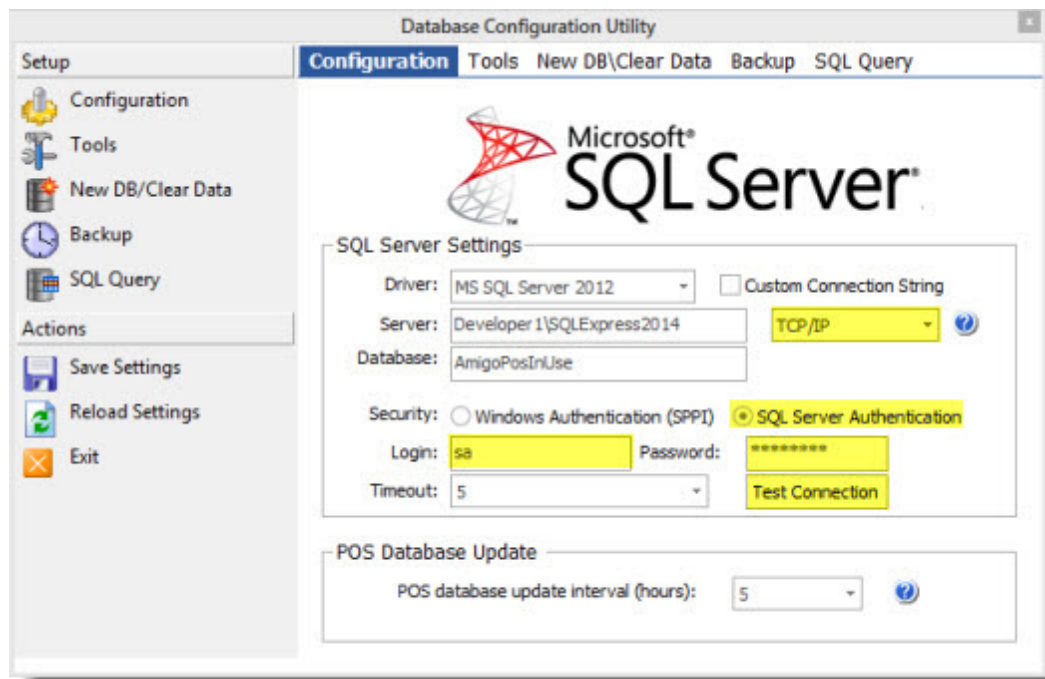 Database Configuration Utility
x
Setup
Configuration
Tools
New DB/Clear Data
Backup
SQL Query
Actions
Save Settings
Reload Settings
Exit
Configuration Tools New DB\Clear Data Backup SQL Query
Microsoft®
SQL Server®
™
SQL Server Settings
Driver: MS SQL Server 2012 Custom Connection String
Server: Developer1\SQLExpress2014 TCP/IP ?
Database: AmigoPosInUse
Security: Windows Authentication (SPPI) SQL Server Authentication
Login: sa Password: ********
Timeout: 5 Test Connection
POS Database Update
POS database update interval (hours): 5 ?